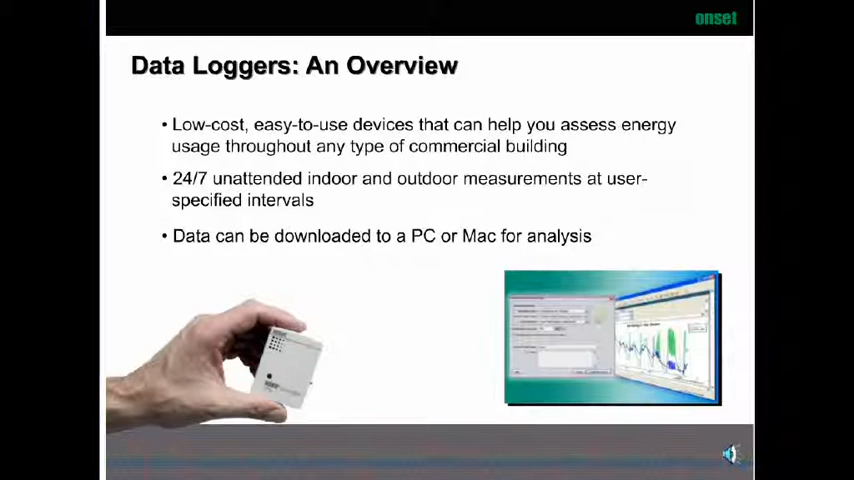 onset
Data Loggers: An Overview
• Low-cost, easy-to-use devices that can help you assess energy
usage throughout any type of commercial building
• 24/7 unattended indoor and outdoor measurements at user-
specified intervals
• Data can be downloaded to a PC or Mac for analysis